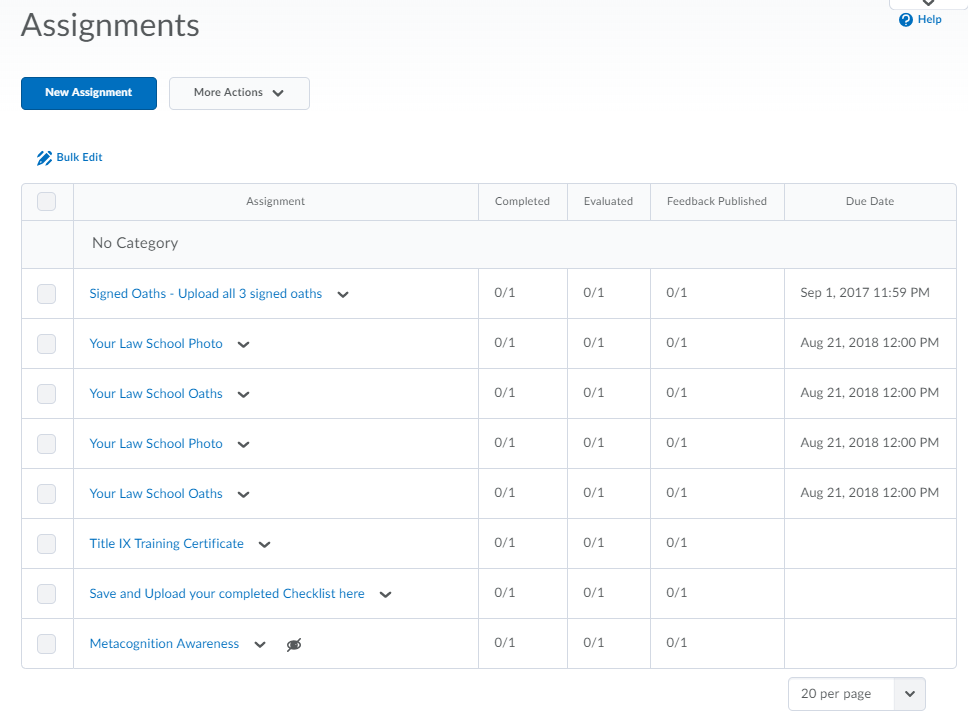 Assignments
Help
New Assignment
More Actions
Bulk Edit
Assignment Completed Evaluated Feedback Published Due Date
No Category
Signed Oaths - Upload all 3 signed oaths 0/1 0/1 0/1 Sep 1, 2017 11:59 PM
Your Law School Photo 0/1 0/1 0/1 Aug 21, 2018 12:00 PM
Your Law School Oaths 0/1 0/1 0/1 Aug 21, 2018 12:00 PM
Your Law School Photo 0/1 0/1 0/1 Aug 21, 2018 12:00 PM
Your Law School Oaths 0/1 0/1 0/1 Aug 21, 2018 12:00 PM
Title IX Training Certificate 0/1 0/1 0/1
Save and Upload your completed Checklist here 0/1 0/1 0/1
Metacognition Awareness 0/1 0/1 0/1
20 per page